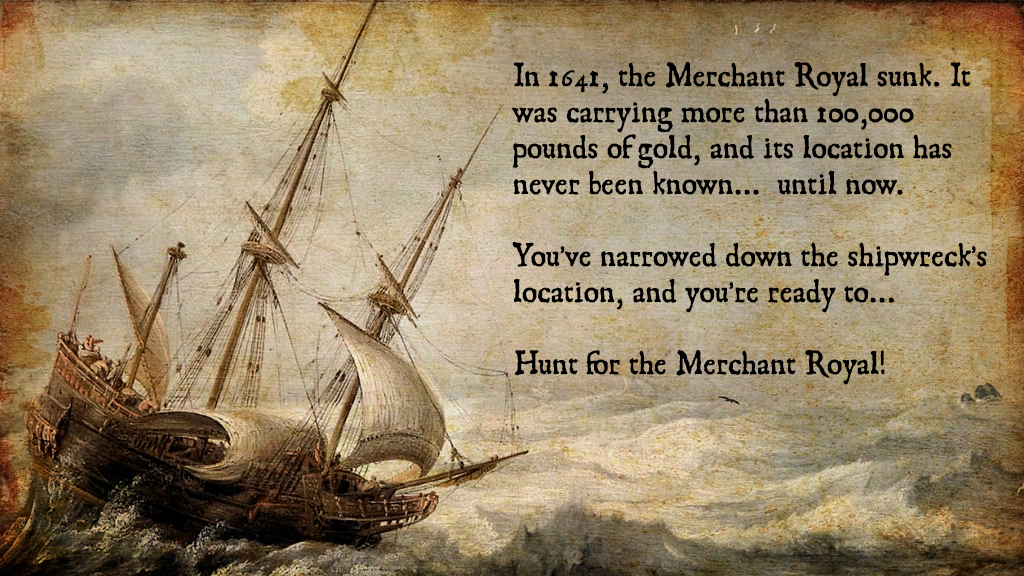 In 1641, the Merchant Royal sunk. It
was carrying more than 100,000
pounds of gold, and its location has
never been known... until now.
You've narrowed down the shipwreck's
location, and you're ready to...
Hunt for the Merchant Royal!